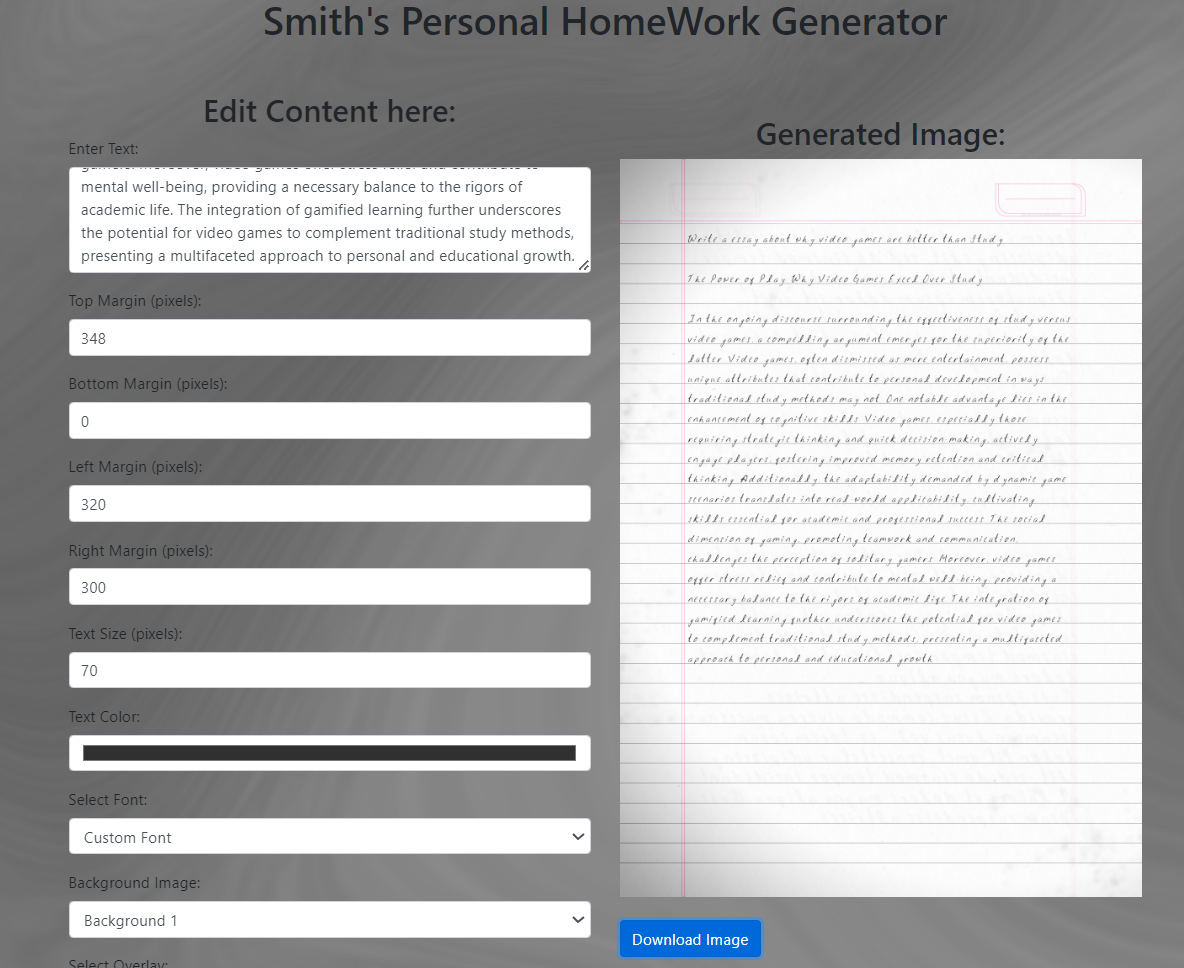 Smith's Personal HomeWork Generator
Edit Content here:
Enter Text:
gamers. Moreover, video games offer stress relief and contribute to
mental well-being, providing a necessary balance to the rigors of
academic life. The integration of gamified learning further underscores
the potential for video games to complement traditional study methods,
presenting a multifaceted approach to personal and educational growth.
Top Margin (pixels):
348
Bottom Margin (pixels):
0
Left Margin (pixels):
320
Right Margin (pixels):
300
Text Size (pixels):
70
Text Color:
Select Font:
Custom Font
Background Image:
Background 1
Select Overlay:
Generated Image:
Write a essay about why video games are better than Study
The Power of Play Why Video Games Excel Over Study
In the ongoing discourse surrounding the effectiveness of study versus
video games, a compelling argument emerges for the superiority of the
latter. Video games, often dismissed as mere entertainment, possess
unique attributes that contribute to personal development in ways
traditional study methods may not. One notable advantage lies in the
enhancement of cognitive skills. Video games, especially those
requiring strategic thinking and quick decision-making, actively
engage players, fostering improved memory retention and critical
thinking. Additionally, the adaptability demanded by dynamic game
scenarios translates into real-world applicability, cultivating
skills essential for academic and professional success. The social
dimension of gaming, promoting teamwork and communication,
challenges the perception of solitary gamers. Moreover, video games
offer stress relief and contribute to mental well-being, providing a
necessary balance to the rigors of academic life. The integration of
gamified learning further underscores the potential for video games
to complement traditional study methods, presenting a multifaceted
approach to personal and educational growth.
Download Image